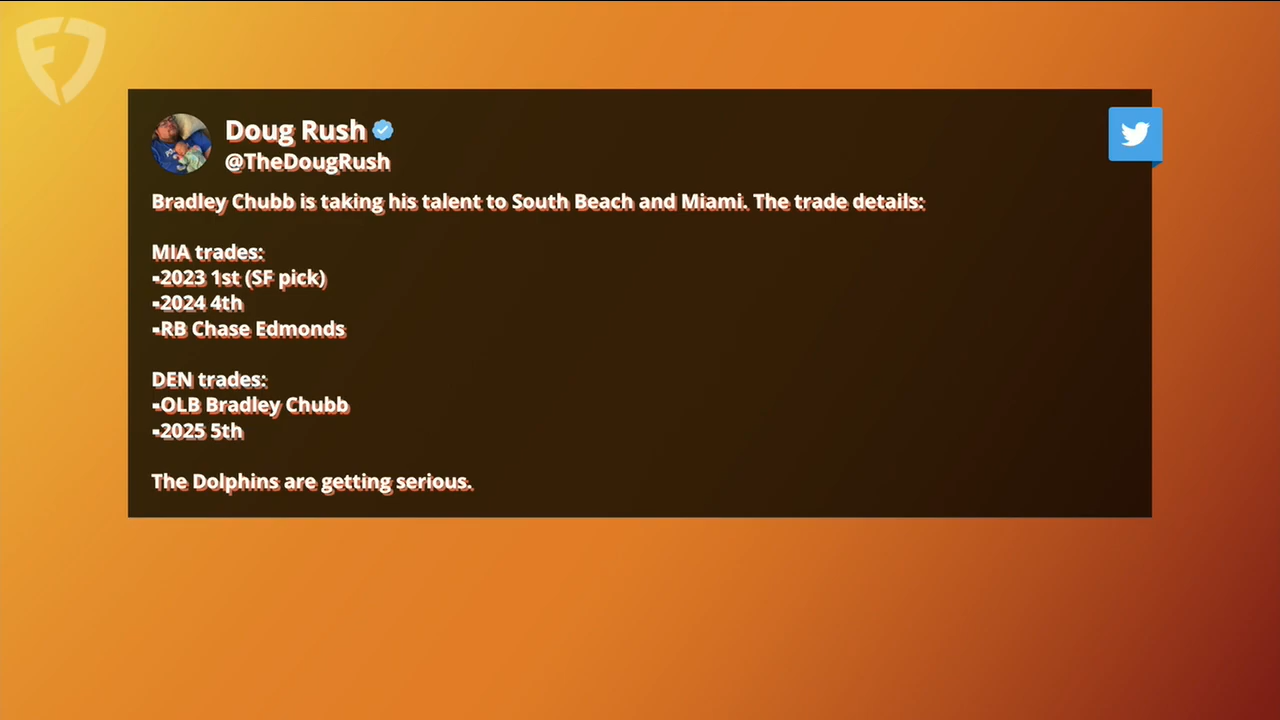 Doug Rush
@TheDougRush
Bradley Chubb is taking his talent to South Beach and Miami. The trade details:
MIA trades:
-2023 1st (SF pick)
-2024 4th
-RB Chase Edmonds
DEN trades:
-OLB Bradley Chubb
-2025 5th
The Dolphins are getting serious.